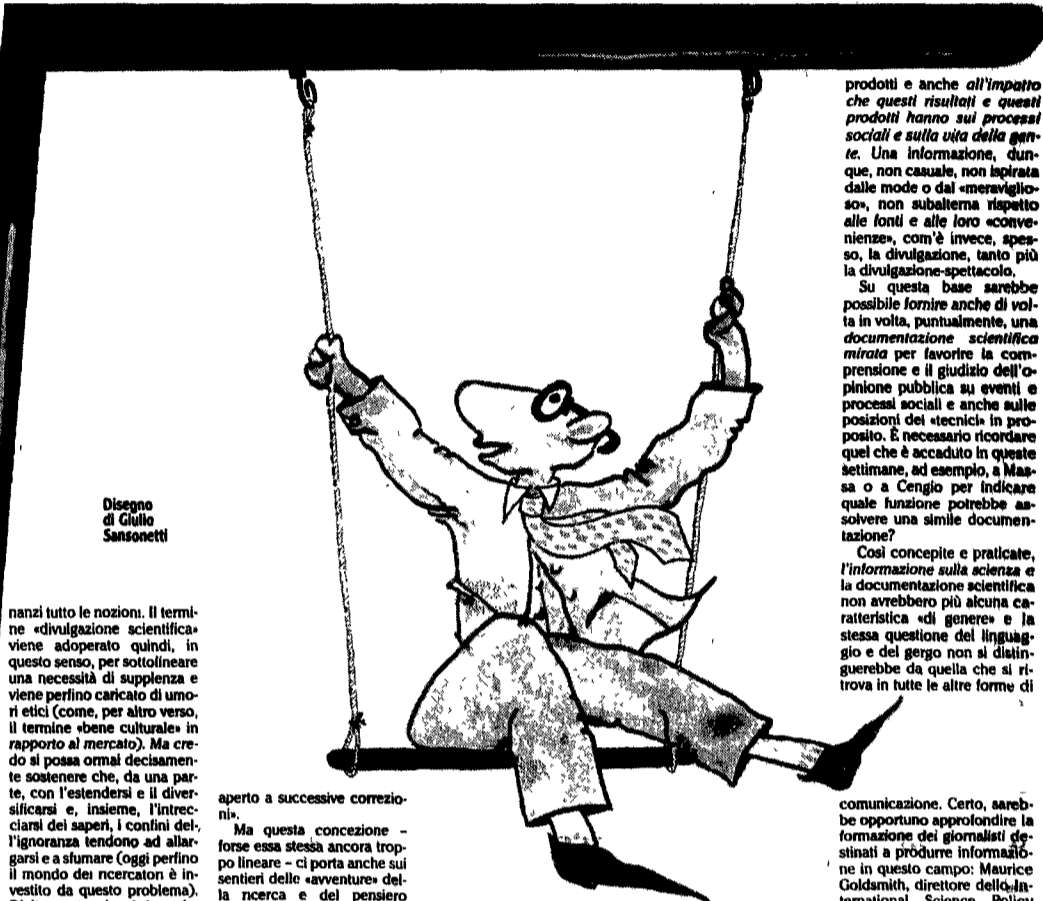 Disegno
di Giulio
Sansonetti
nanzi tutto le nozioni. Il termi-
ne «divulgazione scientifica»
viene adoperato quindi, in
questo senso, per sottolineare
una necessità di supplenza e
viene perfino caricato di umo-
ri etici (come, per altro verso,
il termine «bene culturale» in
rapporto al mercato). Ma cre-
do si possa ormai decisamen-
te sostenere che, da una par-
te, con l'estendersi e il diver-
sificarsi e, insieme, l'intrec-
ciarsi dei saperi, i confini del-
l'ignoranza tendono ad allar-
garsi e a sfumare (oggi perfino
il mondo dei ricercatori è in-
vestito da questo problema).
aperto a successive correzio-
ni».
Ma questa concezione –
forse essa stessa ancora trop-
po lineare – ci porta anche sui
sentieri delle «avventure» del-
la ricerca e del pensiero
prodotti e anche all'impatto
che questi risultati e questi
prodotti hanno sui processi
sociali e sulla vita della gen-
te. Una informazione, dun-
que, non casuale, non ispirata
dalle mode o dal «meraviglio-
so», non subalterna rispetto
alle fonti e alle loro «conve-
nienze», com'è invece, spes-
so, la divulgazione, tanto più
la divulgazione-spettacolo.
Su questa base sarebbe
possibile fornire anche di vol-
ta in volta, puntualmente, una
documentazione scientifica
mirata per favorire la com-
prensione e il giudizio dell'o-
pinione pubblica su eventi e
processi sociali e anche sulle
posizioni dei «tecnici» in pro-
posito. È necessario ricordare
quel che è accaduto in queste
settimane, ad esempio, a Mas-
sa o a Cengio per indicare
quale funzione potrebbe as-
solvere una simile documen-
tazione?
Così concepite e praticate,
l'informazione sulla scienza e
la documentazione scientifica
non avrebbero più alcuna ca-
ratteristica «di genere» e la
stessa questione del linguag-
gio e del gergo non si distin-
guerebbe da quella che si ri-
trova in tutte le altre forme di
comunicazione. Certo, sareb-
be opportuno approfondire la
formazione dei giornalisti de-
stinati a produrre informazio-
ne in questo campo: Maurice
Goldsmith, direttore dello In-
ternational Science Policy